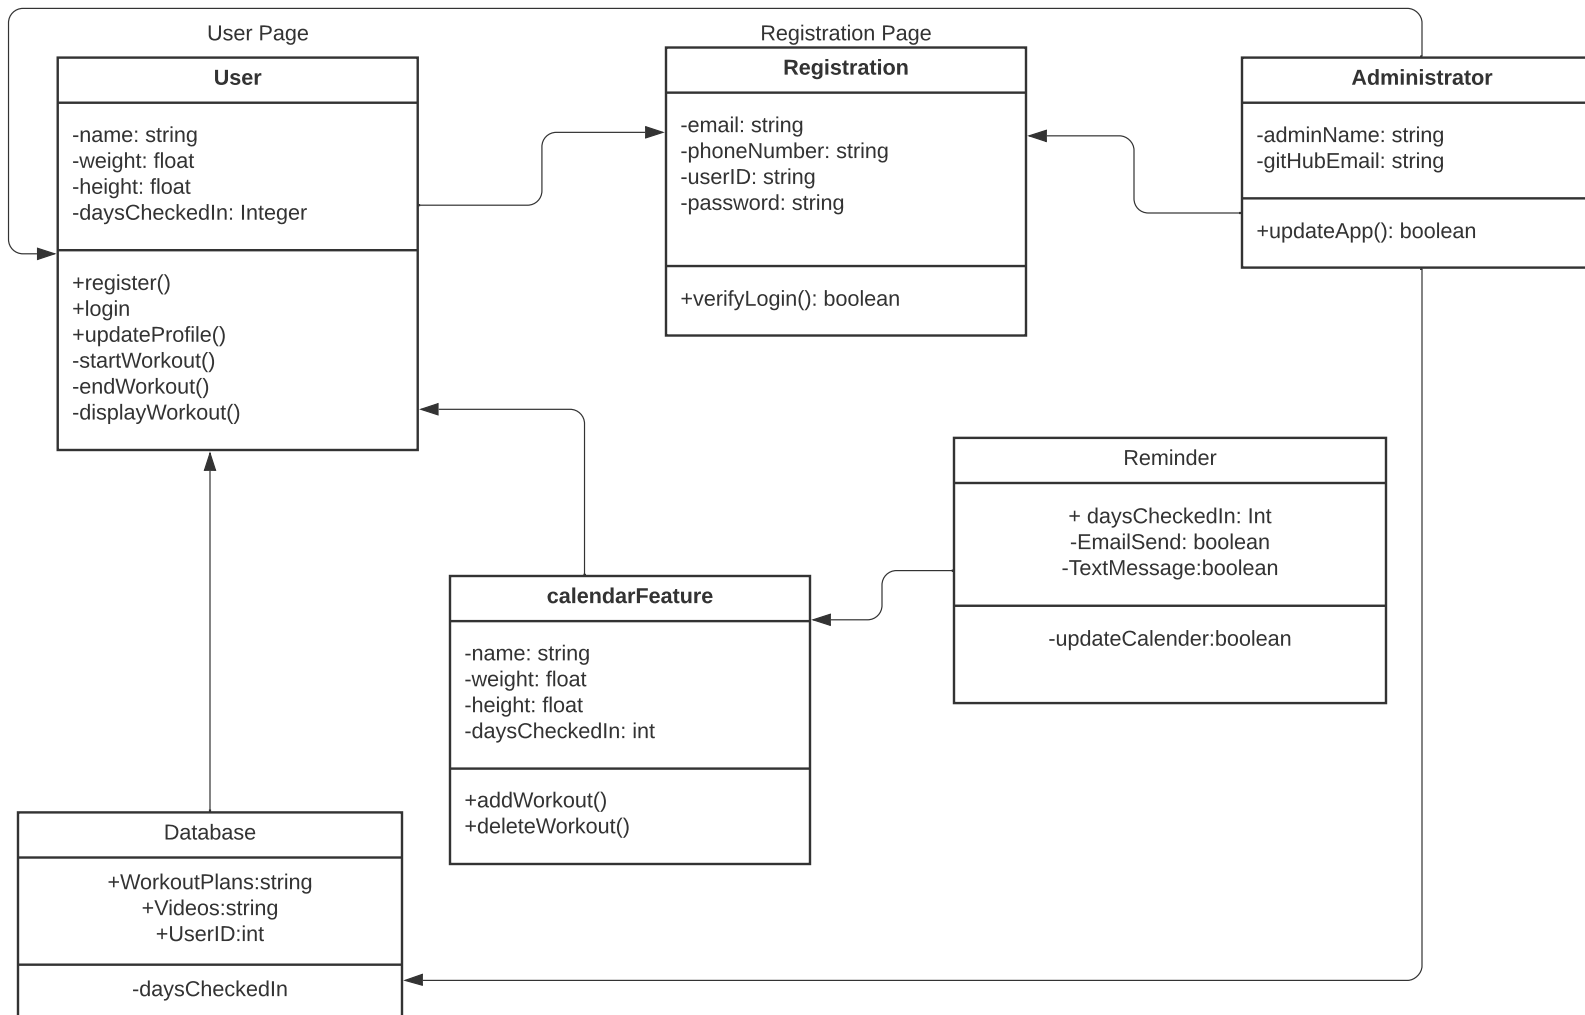 User Page
User
-name: string
-weight: float
-height: float
-daysCheckedIn: Integer
+register()
+login
+updateProfile()
-startWorkout()
-endWorkout()
-displayWorkout()
Registration Page
Registration
-email: string
-phoneNumber: string
-userID: string
-password: string
+verifyLogin(): boolean
Administrator
-adminName: string
-gitHubEmail: string
+updateApp(): boolean
Reminder
+ daysCheckedIn: Int
-EmailSend: boolean
-TextMessage:boolean
-updateCalender:boolean
calendarFeature
-name: string
-weight: float
-height: float
-daysCheckedIn: int
+addWorkout()
+deleteWorkout()
Database
+WorkoutPlans:string
+Videos:string
+UserID:int
-daysCheckedIn